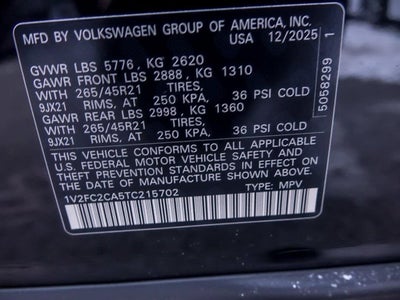 MFD BY VOLKSWAGEN GROUP OF AMERICA, INC.
USA 12/2025
GVWR LBS 5776, KG 2620
GAWR FRONT LBS 2888, KG 1310
WITH 265/45R21 TIRES,
9JX21 RIMS, AT 250 KPA, 36 PSI COLD
GAWR REAR LBS 2998, KG 1360
WITH 265/45R21 TIRES,
9JX21 RIMS, AT 250 KPA, 36 PSI COLD
THIS VEHICLE CONFORMS TO ALL APPLICABLE
U.S. FEDERAL MOTOR VEHICLE SAFETY AND
THEFT PREVENTION STANDARDS IN EFFECT ON
THE DATE OF MANUFACTURE SHOWN ABOVE.
1V2FC2CA5TC215702 TYPE: MPV
5058299 1